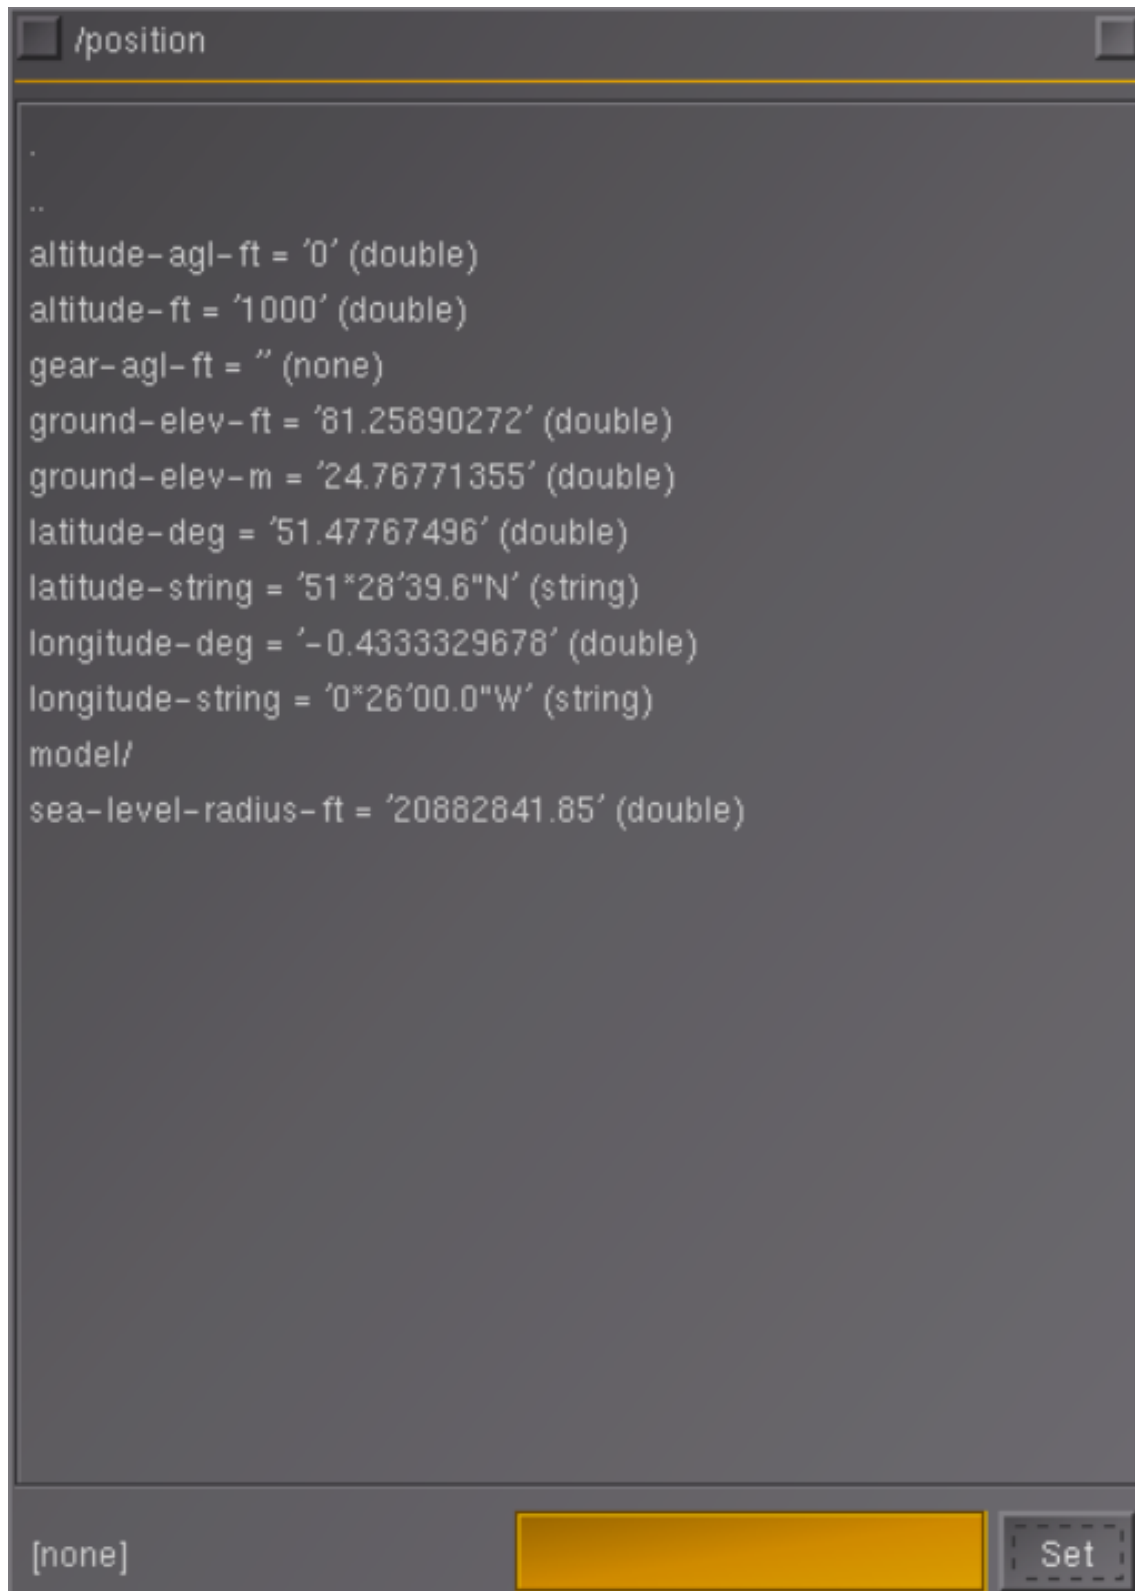 /position
.
..
altitude-agl-ft = '0' (double)
altitude-ft = '1000' (double)
gear-agl-ft = '' (none)
ground-elev-ft = '81.25890272' (double)
ground-elev-m = '24.76771355' (double)
latitude-deg = '51.47767496' (double)
latitude-string = '51*28'39.6"N' (string)
longitude-deg = '-0.4333329678' (double)
longitude-string = '0*26'00.0"W' (string)
model/
sea-level-radius-ft = '20882841.85' (double)
[none] Set